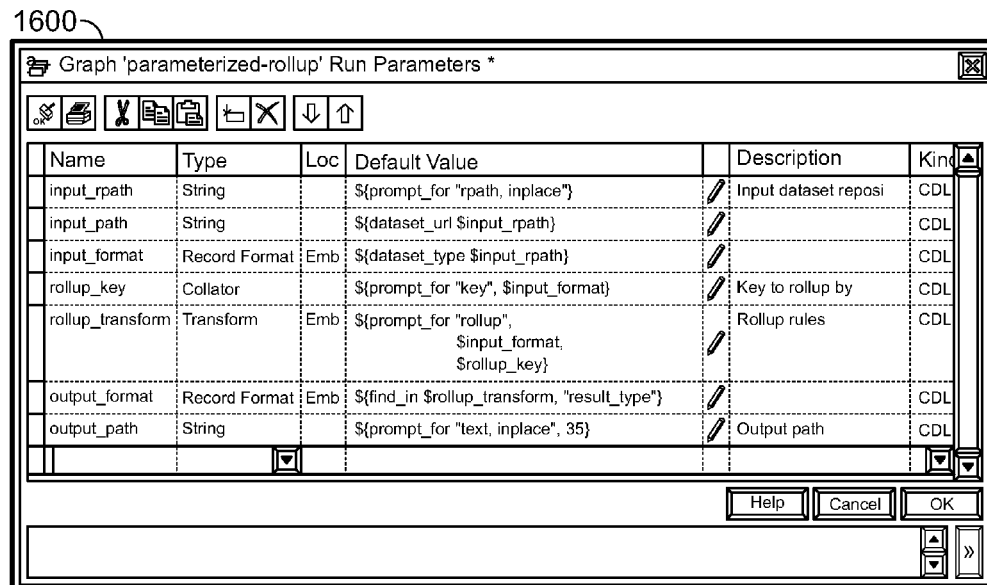 1600
Graph 'parameterized-rollup' Run Parameters *
OK
Name Type Loc Default Value Description Kind
input_rpath String ${prompt_for "rpath, inplace"} Input dataset reposi CDL
input_path String ${dataset_url $input_rpath} CDL
input_format Record Format Emb ${dataset_type $input_rpath} CDL
rollup_key Collator ${prompt_for "key", $input_format} Key to rollup by CDL
rollup_transform Transform Emb ${prompt_for "rollup", Rollup rules CDL
$input_format,
$rollup_key}
output_format Record Format Emb ${find_in $rollup_transform, "result_type"} CDL
output_path String ${prompt_for "text, inplace", 35} Output path CDL
Help Cancel OK
»